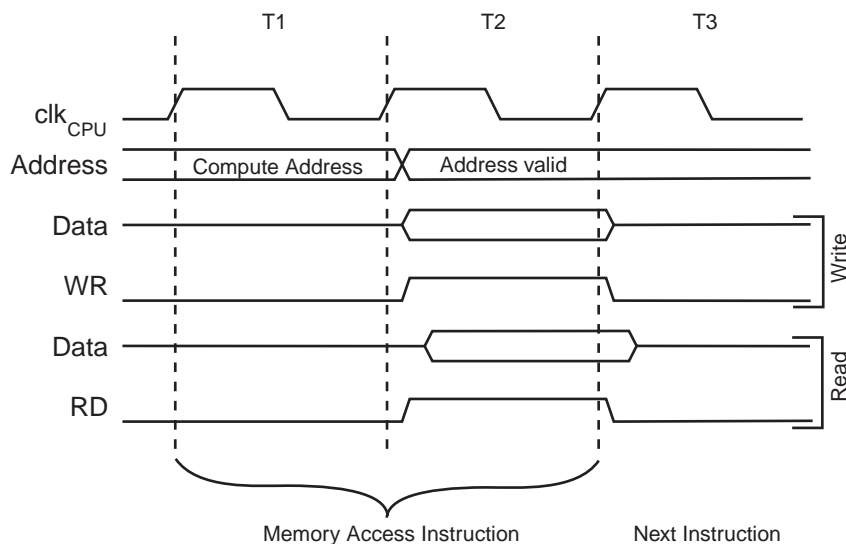 T1 T2 T3
clkCPU
Address Compute Address Address valid
Data
WR
Write
Data
RD
Read
Memory Access Instruction Next Instruction